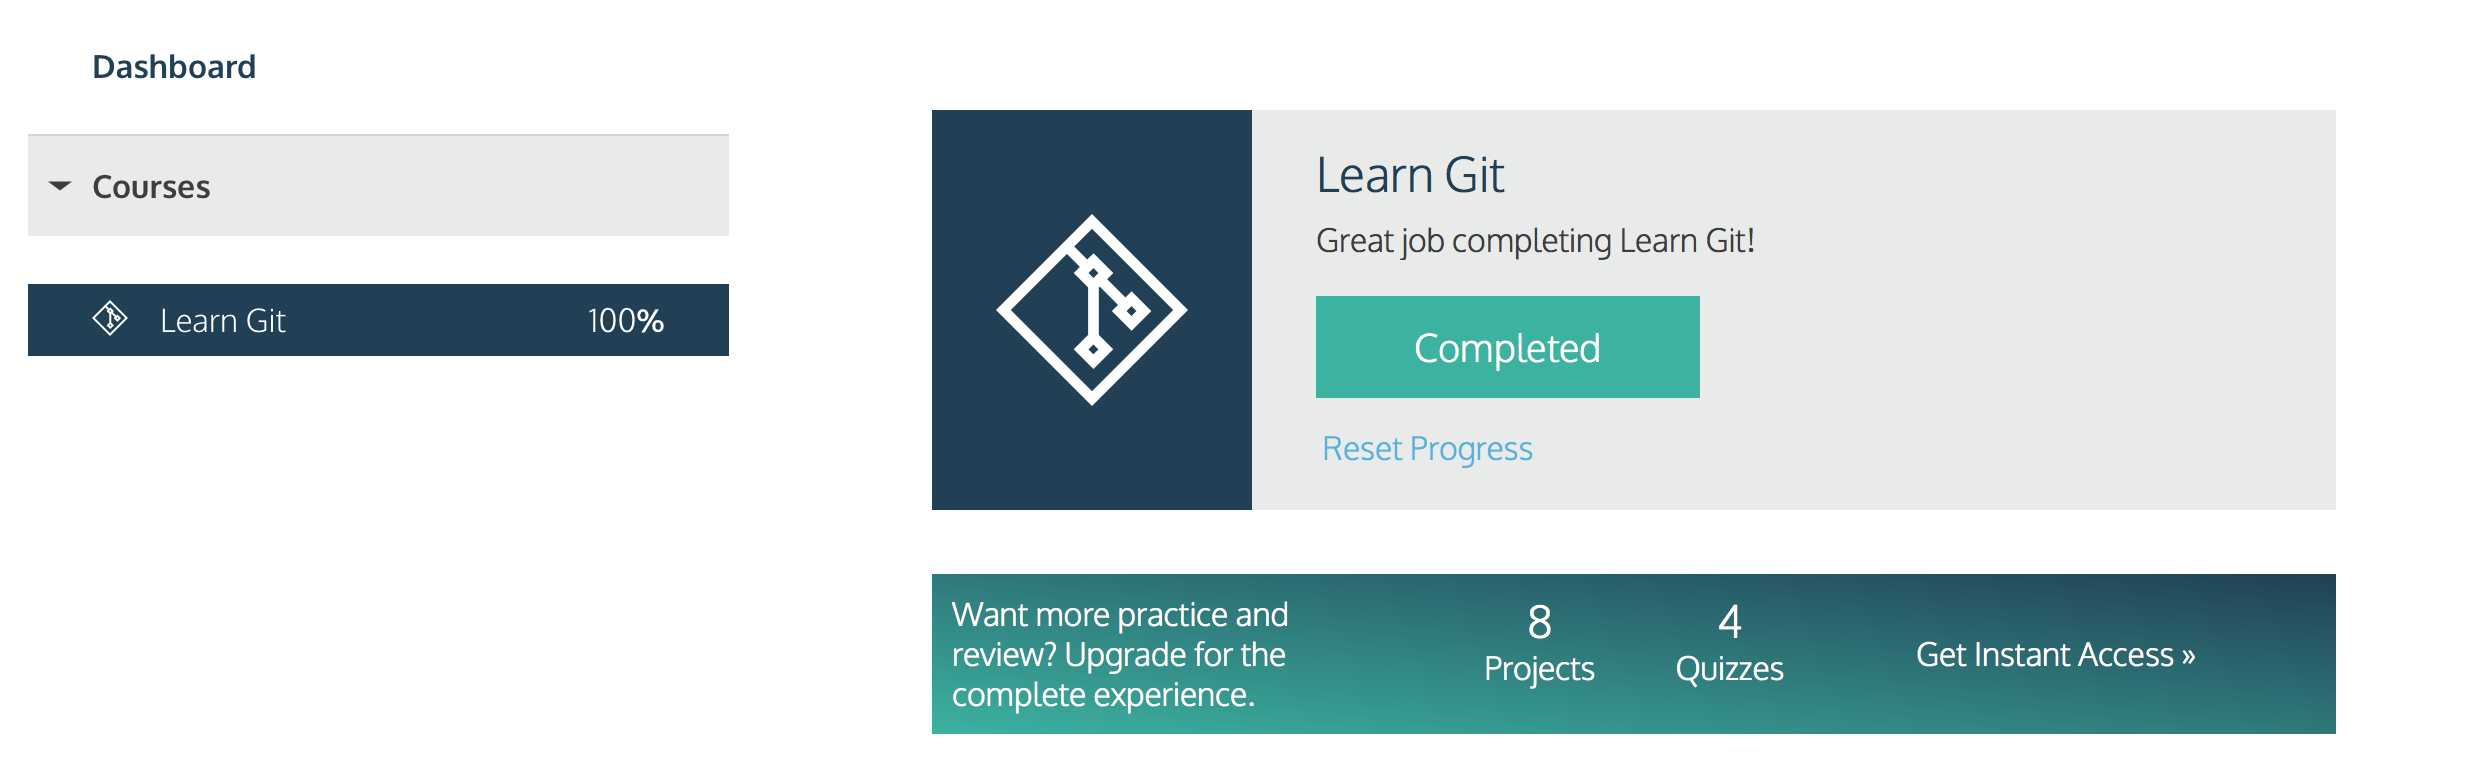 Dashboard
Courses
Learn Git 100%
Learn Git
Great job completing Learn Git!
Completed
Reset Progress
Want more practice and
review? Upgrade for the
complete experience.
8
Projects
4
Quizzes
Get Instant Access »